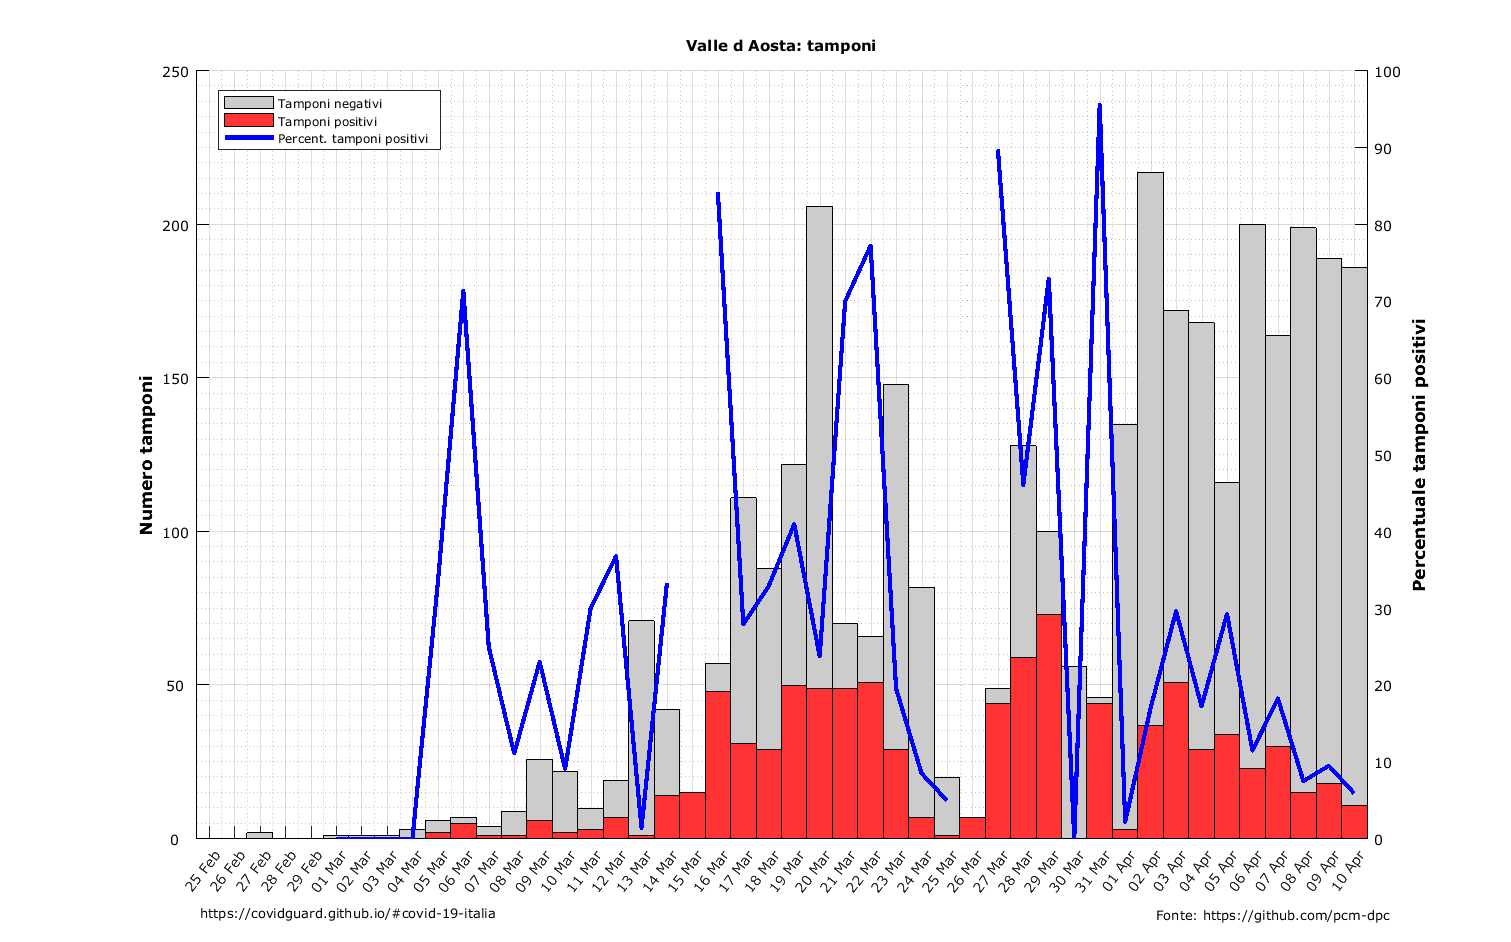 Valle d Aosta: tamponi
Tamponi negativi
Tamponi positivi
Percent. tamponi positivi
Numero tamponi
250
200
150
100
50
0
Percentuale tamponi positivi
100
90
80
70
60
50
40
30
20
10
0
25 Feb
26 Feb
27 Feb
28 Feb
29 Feb
01 Mar
02 Mar
03 Mar
04 Mar
05 Mar
06 Mar
07 Mar
08 Mar
09 Mar
10 Mar
11 Mar
12 Mar
13 Mar
14 Mar
15 Mar
16 Mar
17 Mar
18 Mar
19 Mar
20 Mar
21 Mar
22 Mar
23 Mar
24 Mar
25 Mar
26 Mar
27 Mar
28 Mar
29 Mar
30 Mar
31 Mar
01 Apr
02 Apr
03 Apr
04 Apr
05 Apr
06 Apr
07 Apr
08 Apr
09 Apr
10 Apr
https://covidguard.github.io/#covid-19-italia
Fonte: https://github.com/pcm-dpc